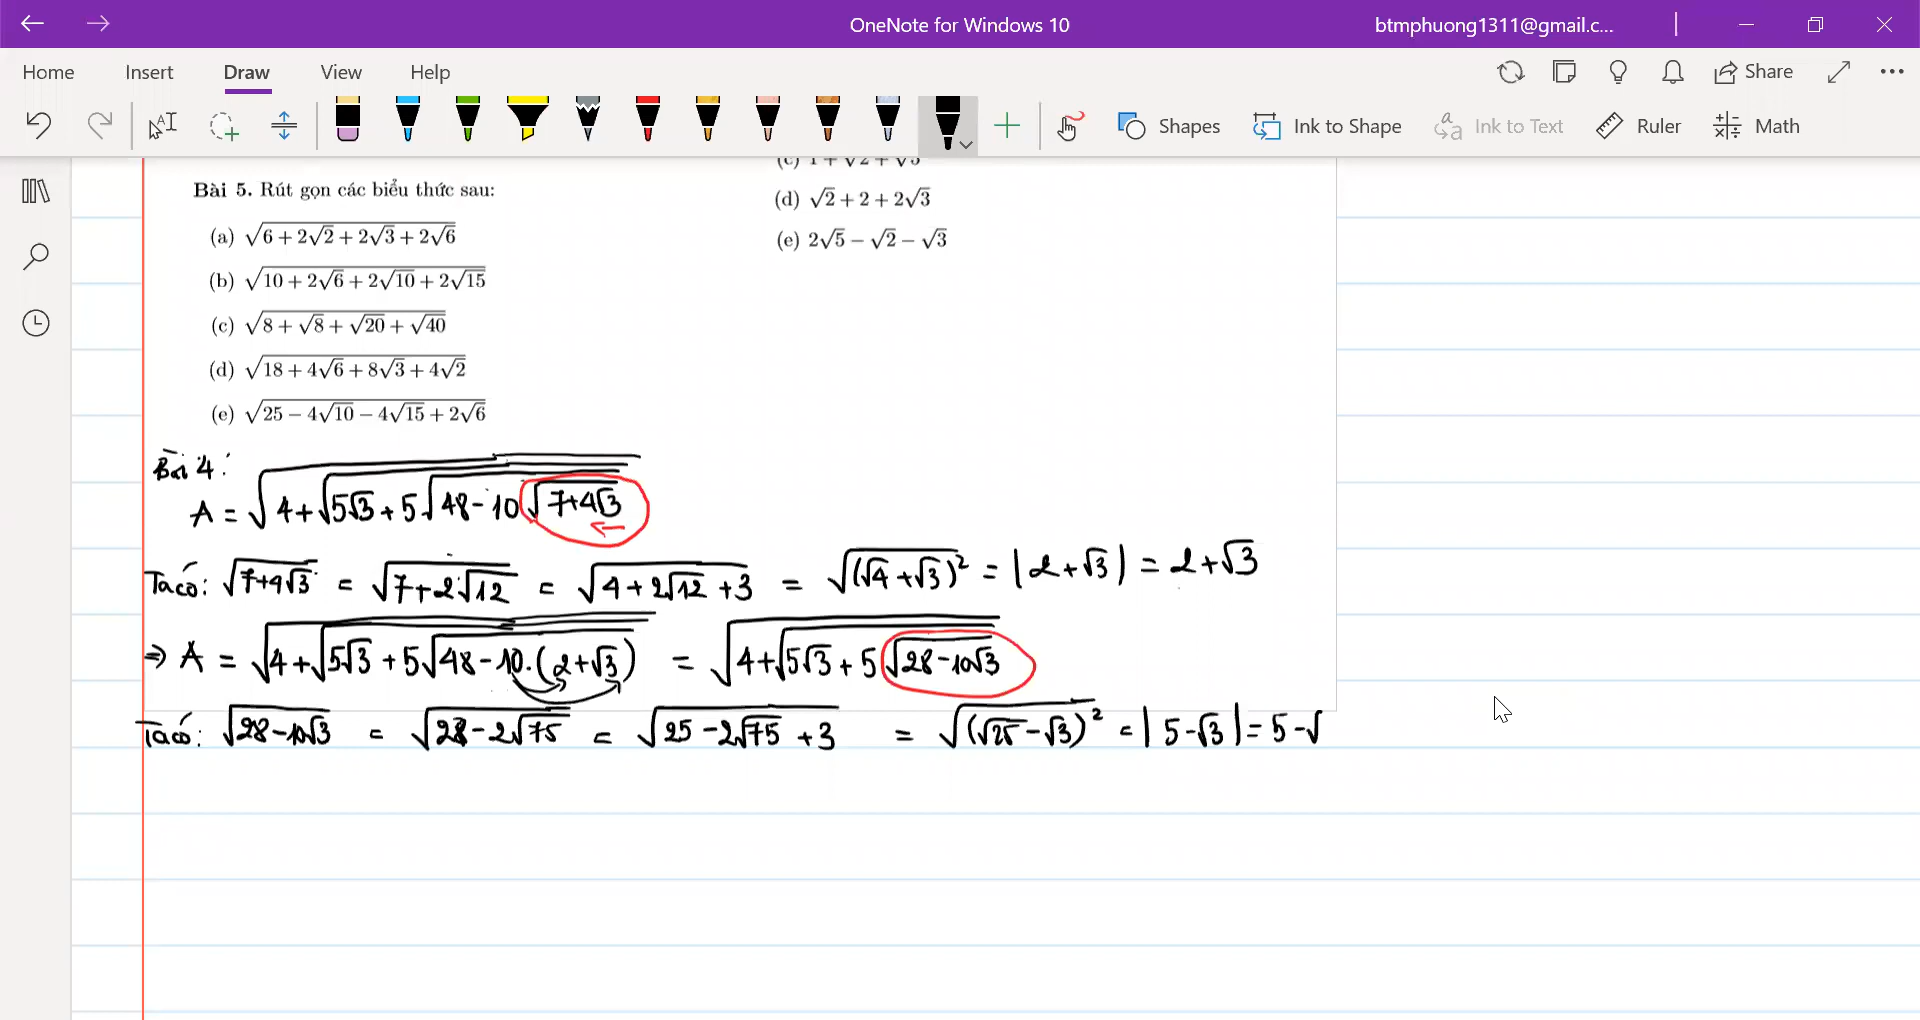 OneNote for Windows 10
btmphuong1311@gmail.c...
Home Insert Draw View Help
Share
Shapes Ink to Shape Ink to Text Ruler Math
(c) 1 + √2 + √5
Bài 5. Rút gọn các biểu thức sau:
(d) √2 + 2 + 2√3
(a) √(6 + 2√2 + 2√3 + 2√6)
(e) 2√5 − √2 − √3
(b) √(10 + 2√6 + 2√10 + 2√15)
(c) √(8 + √8 + √20 + √40)
(d) √(18 + 4√6 + 8√3 + 4√2)
(e) √(25 − 4√10 − 4√15 + 2√6)
Bài 4:
A = √(4+√(5√3+5√(48-10√(7+4√3))))
Ta có: √(7+4√3) = √(7+2√12) = √(4+2√12+3) = √((√4+√3)²) = |2+√3| = 2+√3
⇒ A = √(4+√(5√3+5√(48-10.(2+√3)))) = √(4+√(5√3+5√(28-10√3)))
Ta có: √(28-10√3) = √(28-2√75) = √(25-2√75+3) = √((√25-√3)²) = |5-√3| = 5-√